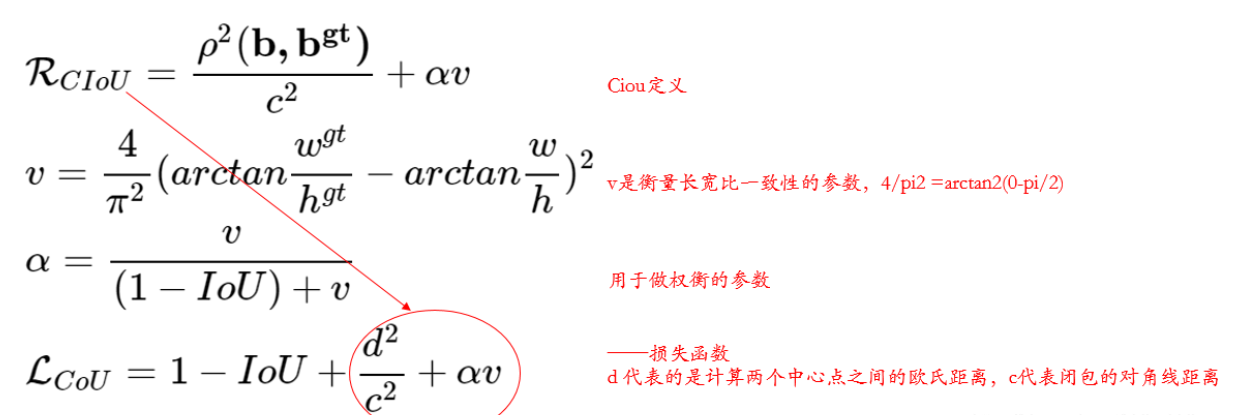 \mathcal{R}_{CIoU} = \frac{\rho^2(\mathbf{b}, \mathbf{b^{gt}})}{c^2} + \alpha v
Ciou定义
v = \frac{4}{\pi^2}(arctan\frac{w^{gt}}{h^{gt}} - arctan\frac{w}{h})^2
v是衡量长宽比一致性的参数，4/pi2 =arctan2(0-pi/2)
\alpha = \frac{v}{(1 - IoU) + v}
用于做权衡的参数
\mathcal{L}_{CoU} = 1 - IoU + \frac{d^2}{c^2} + \alpha v
——损失函数
d 代表的是计算两个中心点之间的欧氏距离，c代表闭包的对角线距离